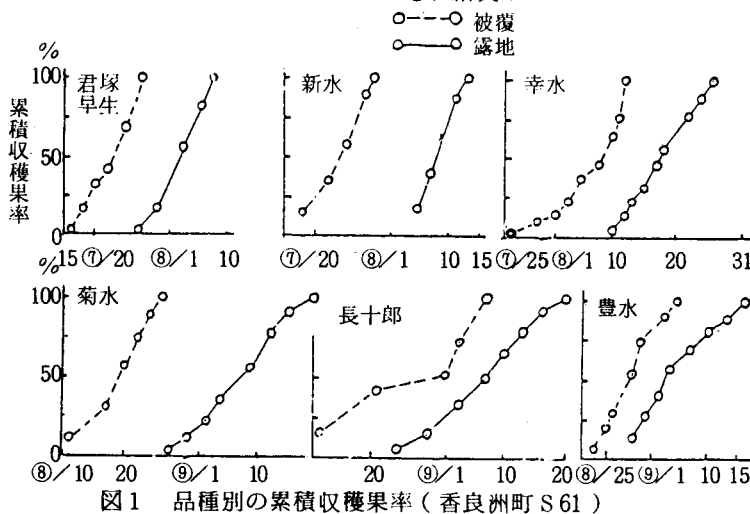 被覆
露地
%
100
50
0
累積収穫果率
君塚
早生
15 ⑦/20 ⑧/1 10
新水
⑦/20 ⑧/1 10 15
幸水
⑦/25 ⑧/1 10 20 31
%
100
50
0
菊水
⑧/10 20 ⑨/1 10
長十郎
20 ⑨/1 10 20
豊水
⑧/25 ⑨/1 10 15
図1 品種別の累積収穫果率(香良洲町S61)